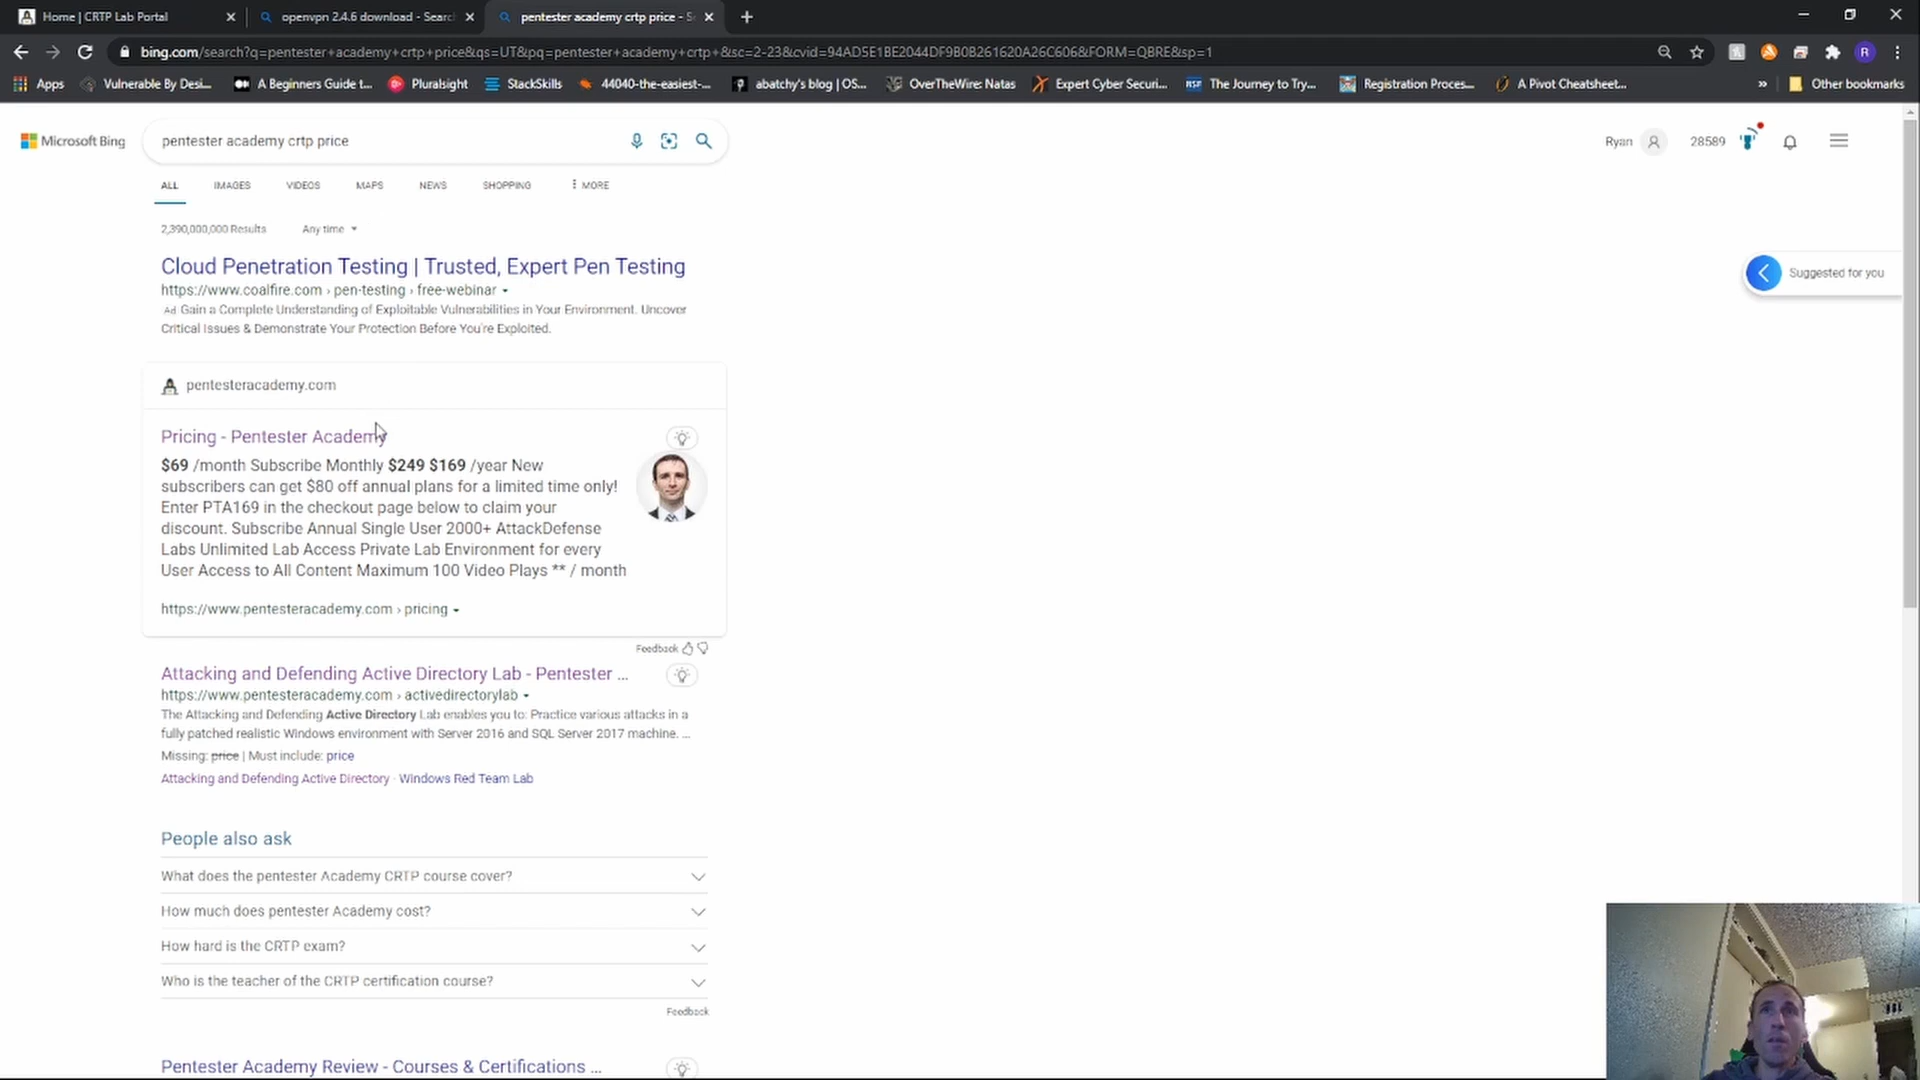 Home | CRTP Lab Portal
openvpn 2.4.6 download - Searc
pentester academy crtp price - S
bing.com/search?q=pentester+academy+crtp+price&qs=UT&pq=pentester+academy+crtp+&sc=2-23&cvid=94AD5E1BE2044DF9B0B261620A26C606&FORM=QBRE&sp=1
R
Apps
Vulnerable By Desi...
A Beginners Guide t...
Pluralsight
StackSkills
44040-the-easiest-...
abatchy's blog | OS...
OverTheWire: Natas
Expert Cyber Securi...
The Journey to Try...
Registration Proces...
A Pivot Cheatsheet...
»
Other bookmarks
Microsoft Bing
pentester academy crtp price
Ryan
28589
ALL
IMAGES
VIDEOS
MAPS
NEWS
SHOPPING
MORE
2,390,000,000 Results
Any time
Cloud Penetration Testing | Trusted, Expert Pen Testing
https://www.coalfire.com › pen-testing › free-webinar
Suggested for you
Ad Gain a Complete Understanding of Exploitable Vulnerabilities in Your Environment. Uncover
Critical Issues & Demonstrate Your Protection Before You're Exploited.
pentesteracademy.com
Pricing - Pentester Academy
$69 /month Subscribe Monthly $249 $169 /year New
subscribers can get $80 off annual plans for a limited time only!
Enter PTA169 in the checkout page below to claim your
discount. Subscribe Annual Single User 2000+ AttackDefense
Labs Unlimited Lab Access Private Lab Environment for every
User Access to All Content Maximum 100 Video Plays ** / month
https://www.pentesteracademy.com › pricing
Feedback
Attacking and Defending Active Directory Lab - Pentester ...
https://www.pentesteracademy.com › activedirectorylab
The Attacking and Defending Active Directory Lab enables you to: Practice various attacks in a
fully patched realistic Windows environment with Server 2016 and SQL Server 2017 machine. ...
Missing: price | Must include: price
Attacking and Defending Active Directory · Windows Red Team Lab
People also ask
What does the pentester Academy CRTP course cover?
How much does pentester Academy cost?
How hard is the CRTP exam?
Who is the teacher of the CRTP certification course?
Feedback
Pentester Academy Review - Courses & Certifications ...